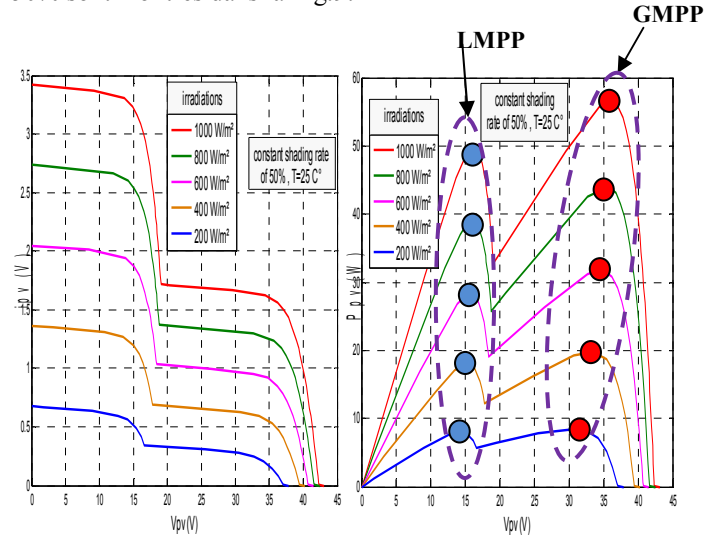 GMPP
LMPP
3.5
3
2.5
2
1.5
1
0.5
0
0 5 10 15 20 25 30 35 40 45
Vpv(V)
irradiations
1000 W/m²
800 W/m²
600 W/m²
400 W/m²
200 W/m²
constant shading rate
of 50% , T=25 C°
60
50
40
30
20
10
0
P p v ( W )
0 5 10 15 20 25 30 35 40 45
Vpv(V)
irradiations
1000 W/m²
800 W/m²
600 W/m²
400 W/m²
200 W/m²
constant shading
rate of 50% , T=25 C°